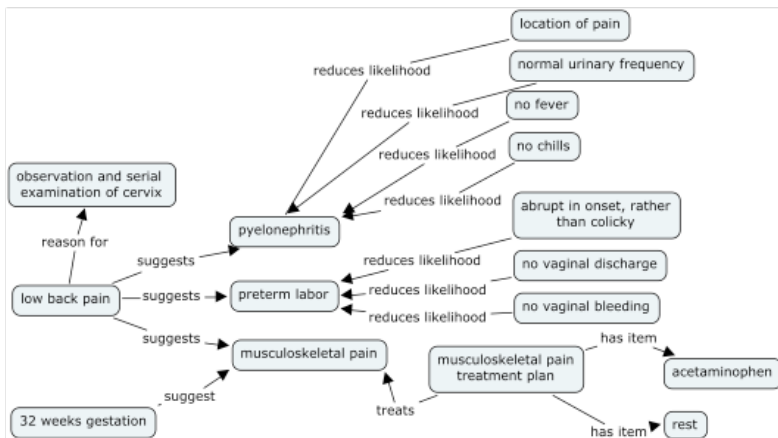 location of pain
reduces likelihood
normal urinary frequency
reduces likelihood
no fever
reduces likelihood
no chills
reduces likelihood
observation and serial
examination of cervix
reason for
low back pain
suggests
pyelonephritis
abrupt in onset, rather
than colicky
reduces likelihood
suggests
preterm labor
no vaginal discharge
reduces likelihood
no vaginal bleeding
reduces likelihood
suggests
musculoskeletal pain
32 weeks gestation
suggest
treats
musculoskeletal pain
treatment plan
has item
acetaminophen
has item
rest